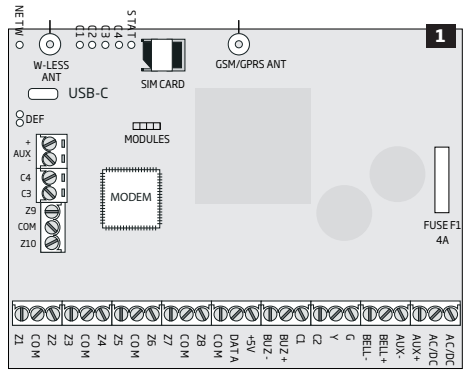 NETW
C1
C2
C3
C4
STAT
1
W-LESS
ANT
SIM CARD
GSM/GPRS ANT
USB-C
DEF
MODULES
+
AUX
-
C4
C3
Z9
COM
Z10
MODEM
FUSE F1
4A
Z1
COM
Z2
Z3
COM
Z4
Z5
COM
Z6
Z7
COM
Z8
COM
DATA
+5V
BUZ-
BUZ+
C1
C2
Y
G
BELL-
BELL+
AUX-
AUX+
AC/DC
AC/DC